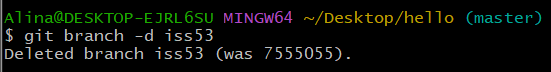 Alina@DESKTOP-EJRL6SU MINGW64 ~/Desktop/hello (master)
$ git branch -d iss53
Deleted branch iss53 (was 7555055).